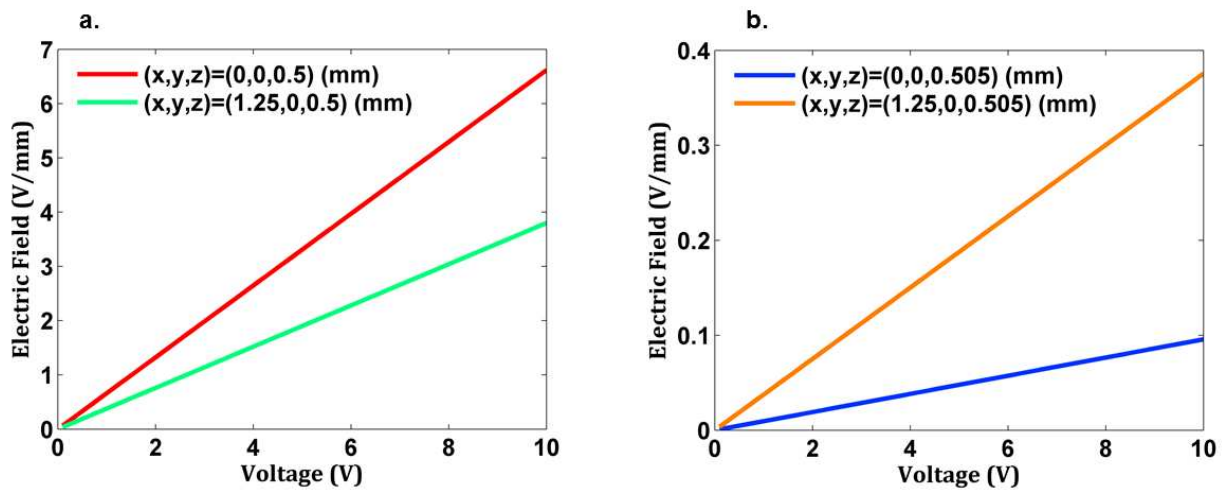 a.
7
6
5
4
3
2
1
0
Electric Field (V/mm)
(x,y,z)=(0,0,0.5) (mm)
(x,y,z)=(1.25,0,0.5) (mm)
0 2 4 6 8 10
Voltage (V)
b.
0.4
0.3
0.2
0.1
0
Electric Field (V/mm)
(x,y,z)=(0,0,0.505) (mm)
(x,y,z)=(1.25,0,0.505) (mm)
0 2 4 6 8 10
Voltage (V)